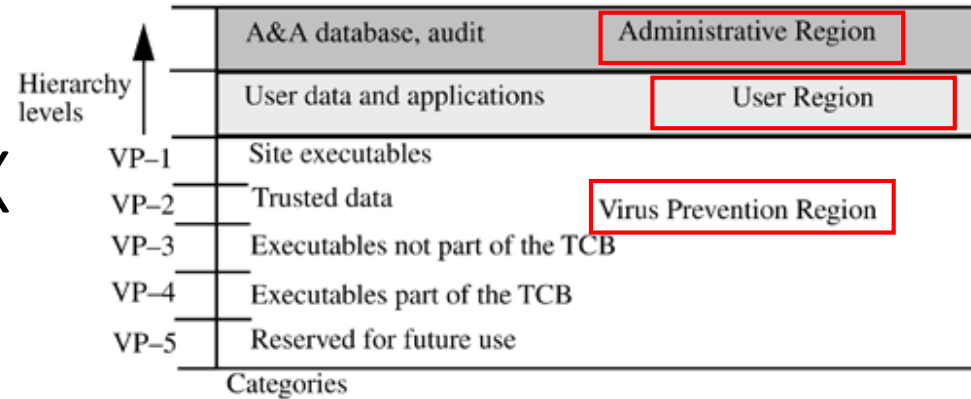 A&A database, audit Administrative Region
Hierarchy
levels
User data and applications User Region
VP–1 Site executables
VP–2 Trusted data Virus Prevention Region
VP–3 Executables not part of the TCB
VP–4 Executables part of the TCB
VP–5 Reserved for future use
Categories